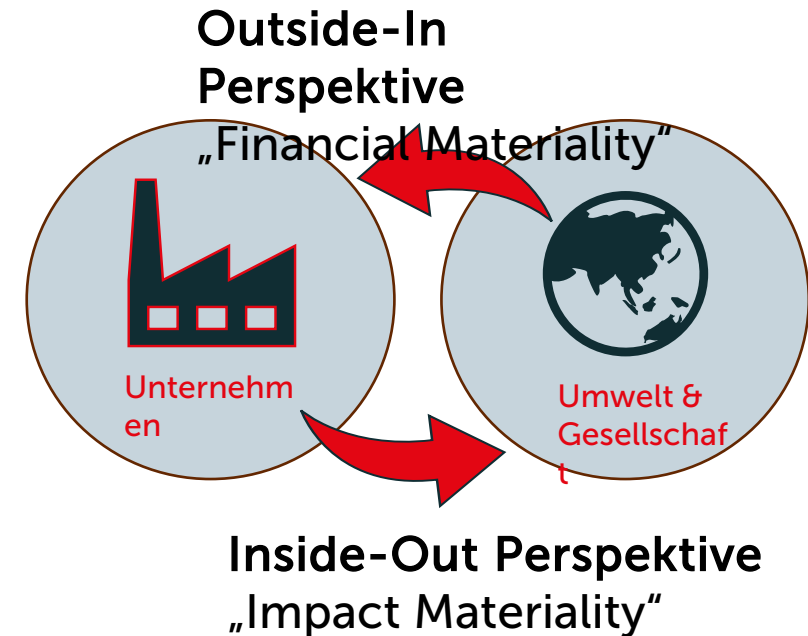 Outside-In
Perspektive
„Financial Materiality“
Unternehm
en
Umwelt &
Gesellschaf
t
Inside-Out Perspektive
„Impact Materiality“